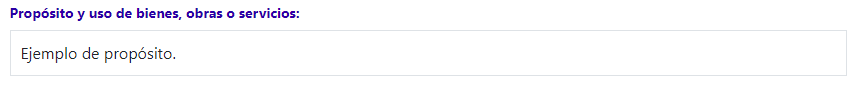 Propósito y uso de bienes, obras o servicios:
Ejemplo de propósito.